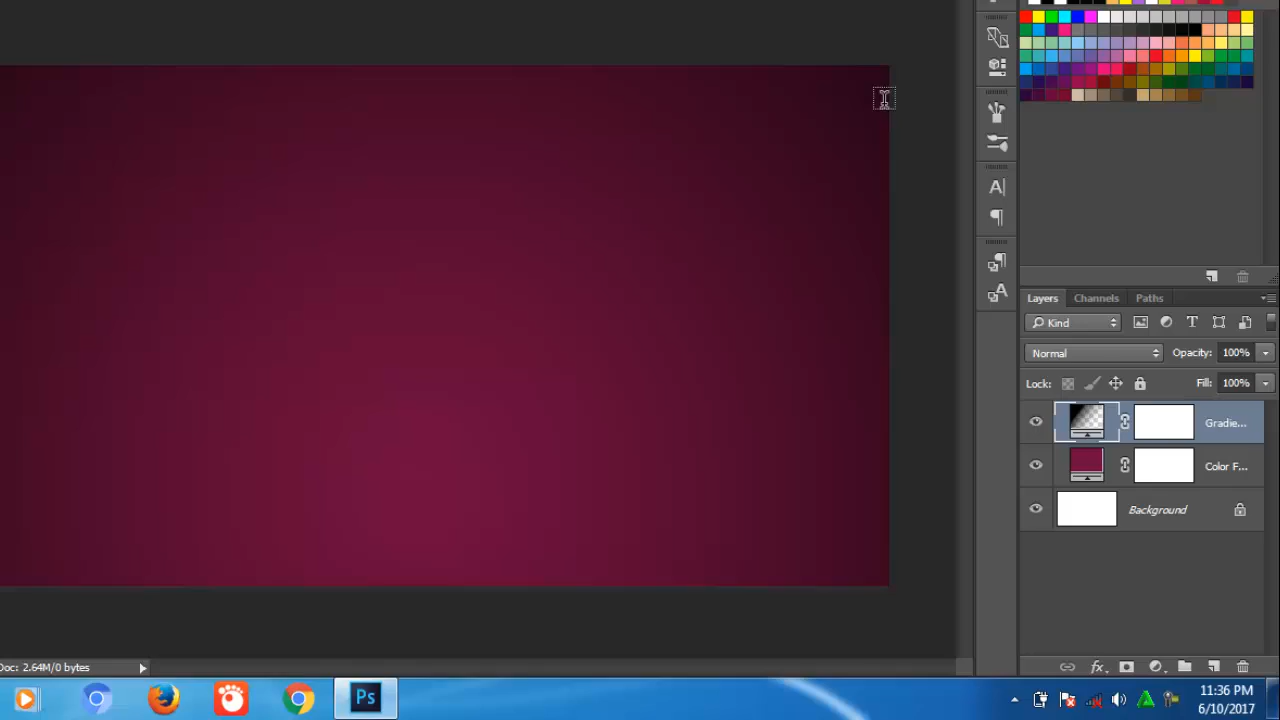 A|
Layers
Channels
Paths
Kind
T
Normal
Opacity:
100%
Lock:
Fill:
100%
Gradie...
Color F...
Background
fx
Doc: 2.64M/0 bytes
Ps
11:36 PM
6/10/2017